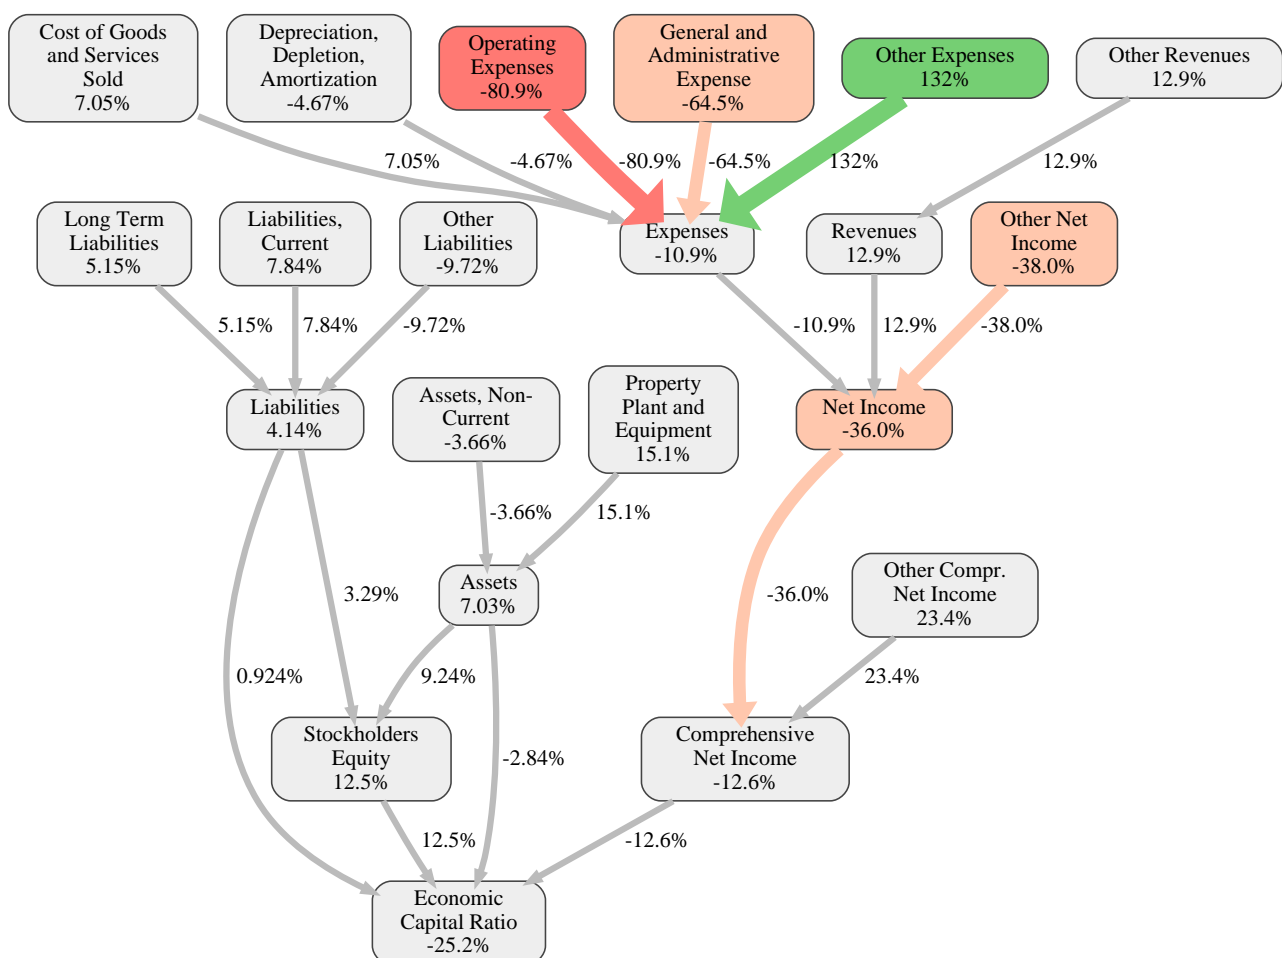 Cost of Goods
and Services
Sold
7.05%
Depreciation,
Depletion,
Amortization
-4.67%
Operating
Expenses
-80.9%
General and
Administrative
Expense
-64.5%
Other Expenses
132%
Other Revenues
12.9%
7.05%
-4.67%
-80.9%
-64.5%
132%
12.9%
Long Term
Liabilities
5.15%
Liabilities,
Current
7.84%
Other
Liabilities
-9.72%
Expenses
-10.9%
Revenues
12.9%
Other Net
Income
-38.0%
5.15%
7.84%
-9.72%
-10.9%
12.9%
-38.0%
Liabilities
4.14%
Assets, Non-
Current
-3.66%
Property
Plant and
Equipment
15.1%
Net Income
-36.0%
-3.66%
15.1%
Assets
7.03%
3.29%
-36.0%
Other Compr.
Net Income
23.4%
0.924%
9.24%
23.4%
Stockholders
Equity
12.5%
-2.84%
Comprehensive
Net Income
-12.6%
12.5%
-12.6%
Economic
Capital Ratio
-25.2%